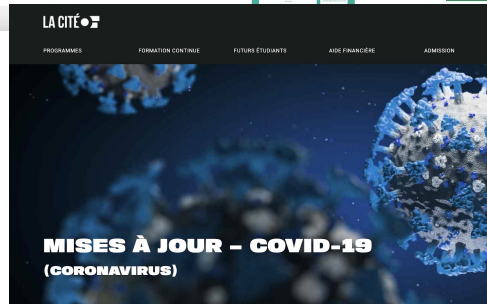 LA CITÉ
PROGRAMMES FORMATION CONTINUE FUTURS ÉTUDIANTS AIDE FINANCIÈRE ADMISSION
MISES À JOUR – COVID-19
(CORONAVIRUS)